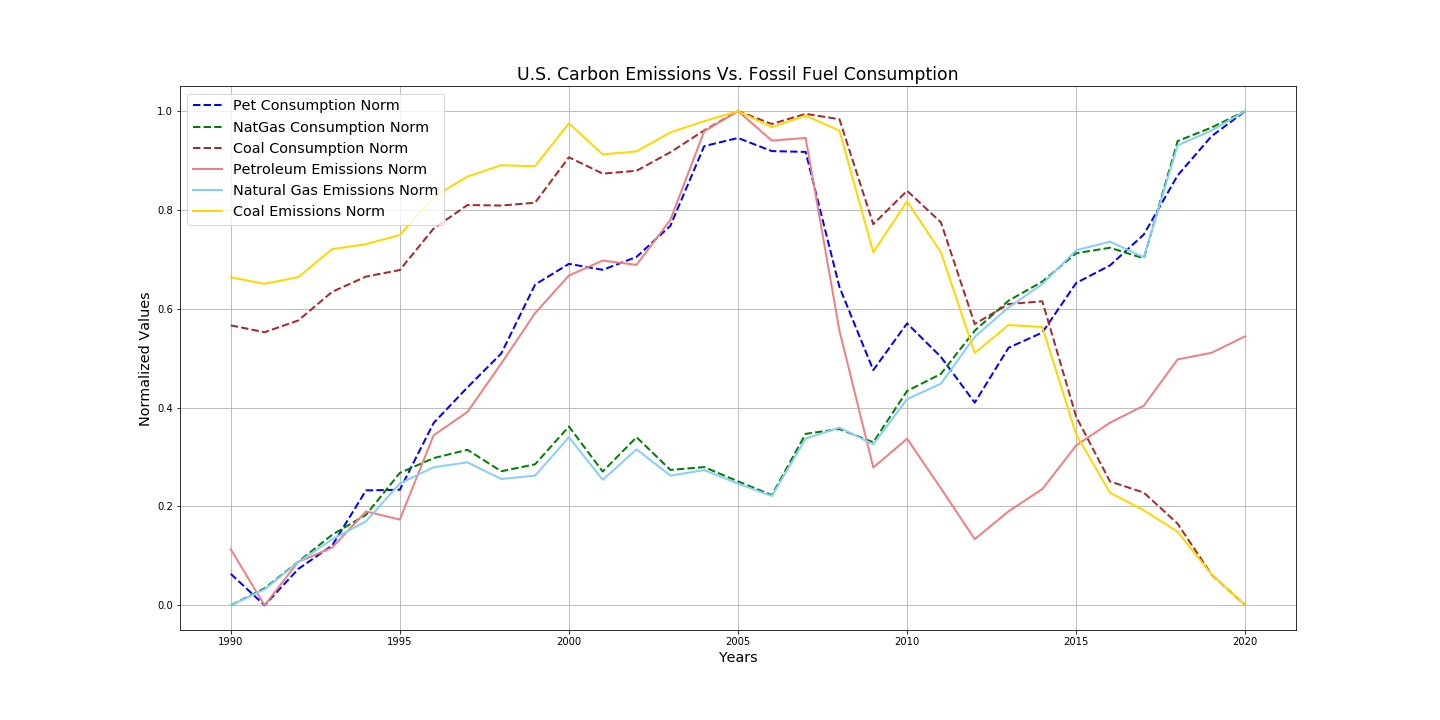 U.S. Carbon Emissions Vs. Fossil Fuel Consumption
Pet Consumption Norm
NatGas Consumption Norm
Coal Consumption Norm
Petroleum Emissions Norm
Natural Gas Emissions Norm
Coal Emissions Norm
1.0
0.8
0.6
0.4
0.2
0.0
Normalized Values
1990
1995
2000
2005
2010
2015
2020
Years